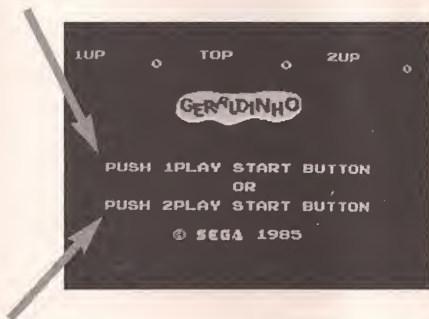 1UP TOP 2UP
0 0 0
GERALDINHO
PUSH 1PLAY START BUTTON
OR
PUSH 2PLAY START BUTTON
© SEGA 1985